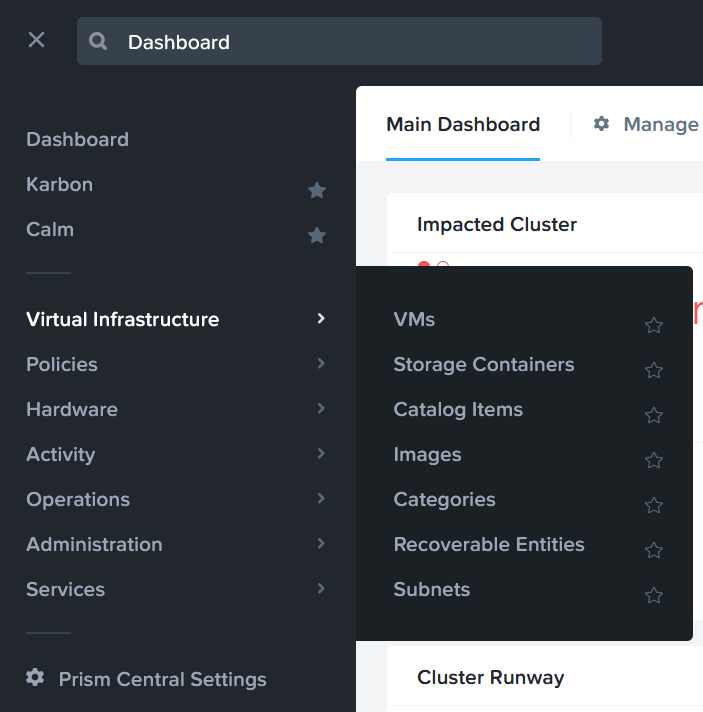 Dashboard
Main Dashboard
Manage
Dashboard
Karbon
Calm
Impacted Cluster
Virtual Infrastructure
Policies
Hardware
Activity
Operations
Administration
Services
VMs
Storage Containers
Catalog Items
Images
Categories
Recoverable Entities
Subnets
Prism Central Settings
Cluster Runway